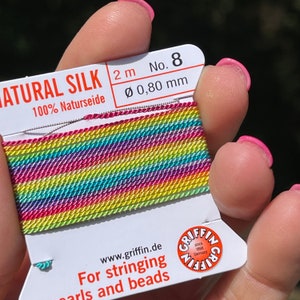 NATURAL SILK
100% Naturseide
2 m No. 8
Ø 0,80 mm
www.griffin.de
For stringing
pearls and beads
GRIFFIN
GRIFFIN